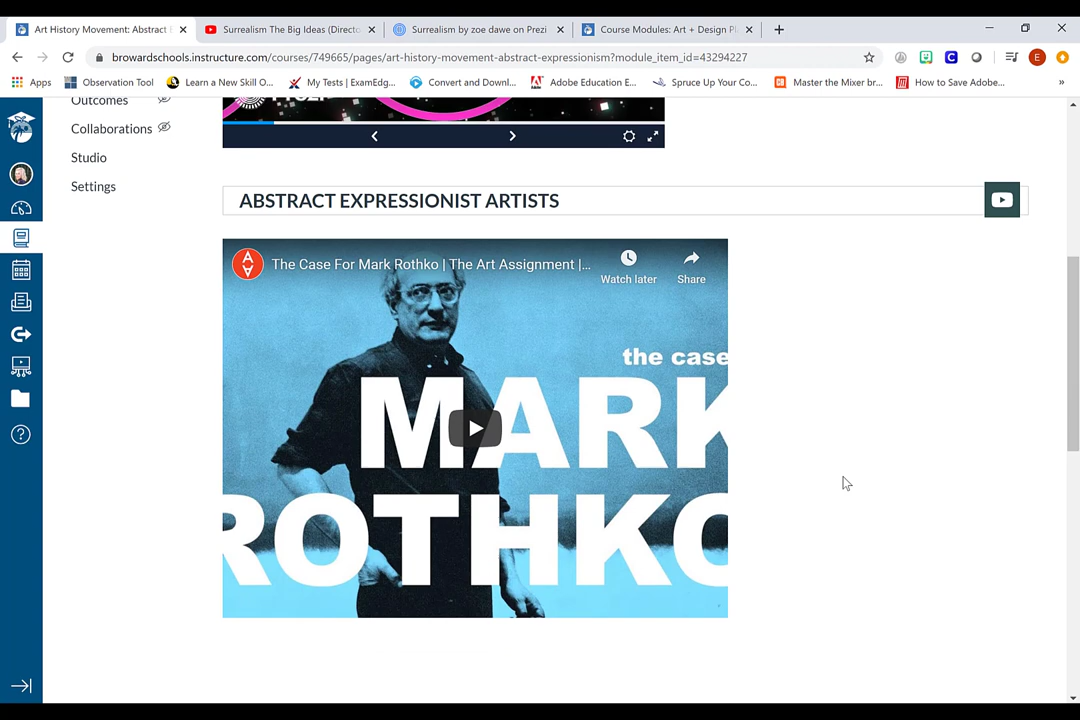 Art History Movement: Abstract E
Surrealism The Big Ideas (Directo
Surrealism by zoe dawe on Prezi
Course Modules: Art + Design Pl
browardschools.instructure.com/courses/749665/pages/art-history-movement-abstract-expressionism?module_item_id=43294227
E
Apps
Observation Tool
Learn a New Skill O...
My Tests | ExamEdg...
Convert and Downl...
Adobe Education E...
Spruce Up Your Co...
Master the Mixer br...
How to Save Adobe...
»
Outcomes
Collaborations
Studio
Settings
ABSTRACT EXPRESSIONIST ARTISTS
The Case For Mark Rothko | The Art Assignment |...
Watch later
Share
the case
MARK
ROTHKO